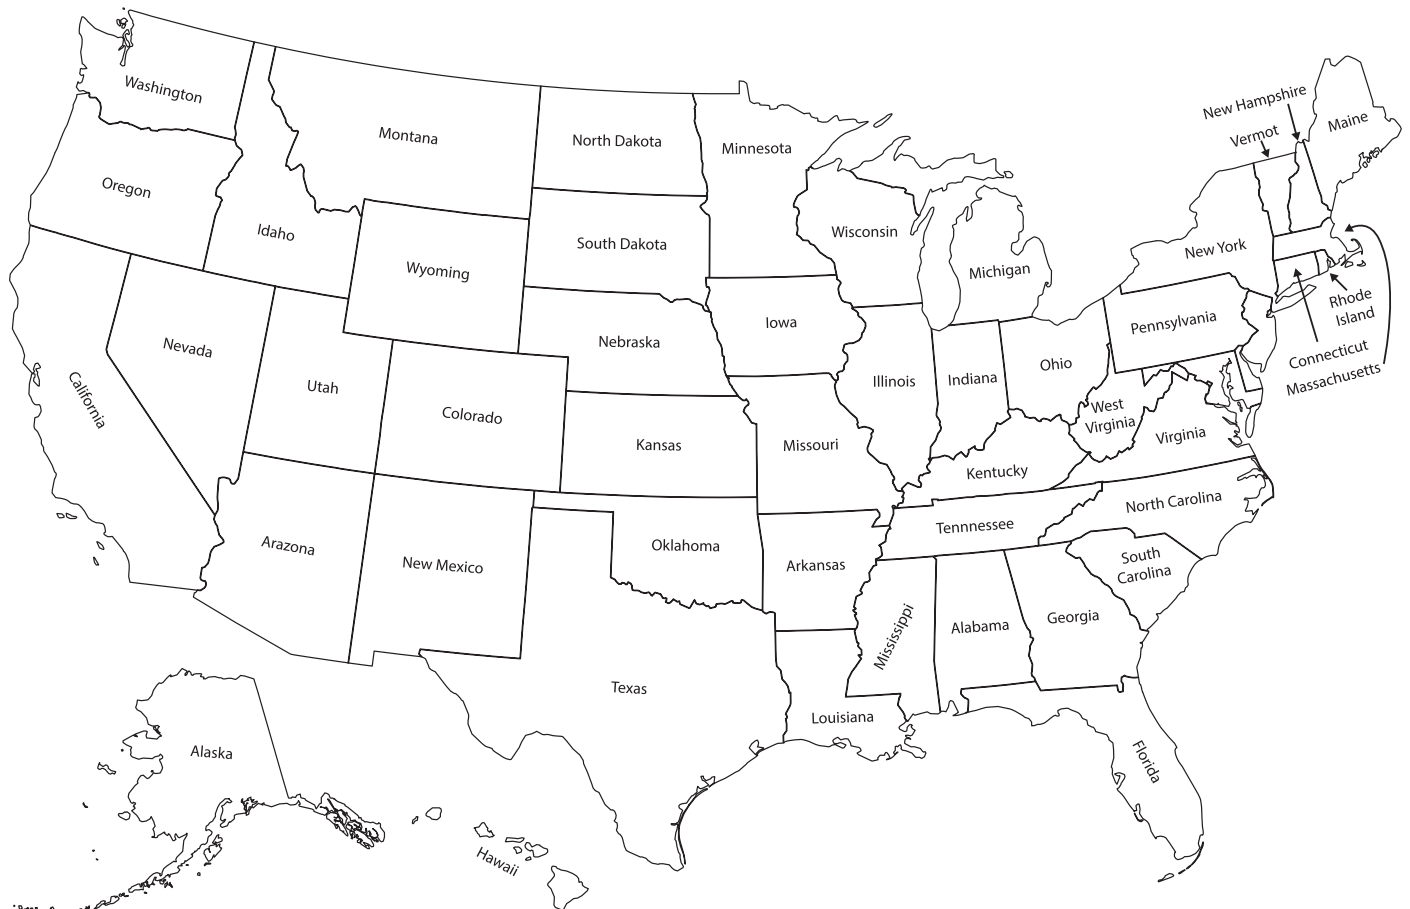 New Hampshire
Maine
Vermot
Washington
Montana
North Dakota
Minnesota
Oregon
Idaho
South Dakota
Wisconsin
New York
Wyoming
Michigan
Rhode
Island
Iowa
Pennsylvania
Nebraska
Nevada
Connecticut
Massachusetts
Ohio
Illinois
Indiana
Utah
California
Colorado
West
Virginia
Kansas
Missouri
Virginia
Kentucky
North Carolina
Tennnessee
Arazona
New Mexico
Oklahoma
Arkansas
South
Carolina
Mississippi
Alabama
Georgia
Texas
Louisiana
Alaska
Florida
Hawaii